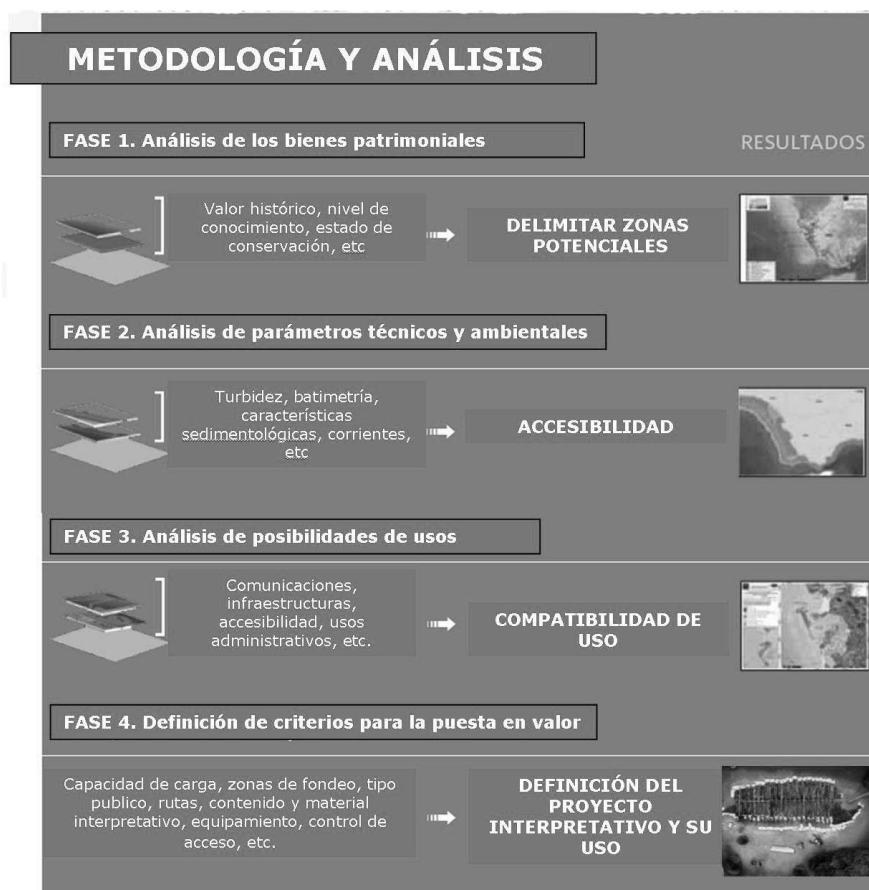 METODOLOGÍA Y ANÁLISIS
FASE 1. Análisis de los bienes patrimoniales
RESULTADOS
Valor histórico, nivel de
conocimiento, estado de
conservación, etc
DELIMITAR ZONAS
POTENCIALES
FASE 2. Análisis de parámetros técnicos y ambientales
Turbidez, batimetría,
características
sedimentológicas, corrientes,
etc
ACCESIBILIDAD
FASE 3. Análisis de posibilidades de usos
Comunicaciones,
infraestructuras,
accesibilidad, usos
administrativos, etc.
COMPATIBILIDAD DE
USO
FASE 4. Definición de criterios para la puesta en valor
Capacidad de carga, zonas de fondeo, tipo
publico, rutas, contenido y material
interpretativo, equipamiento, control de
acceso, etc.
DEFINICIÓN DEL
PROYECTO
INTERPRETATIVO Y SU
USO